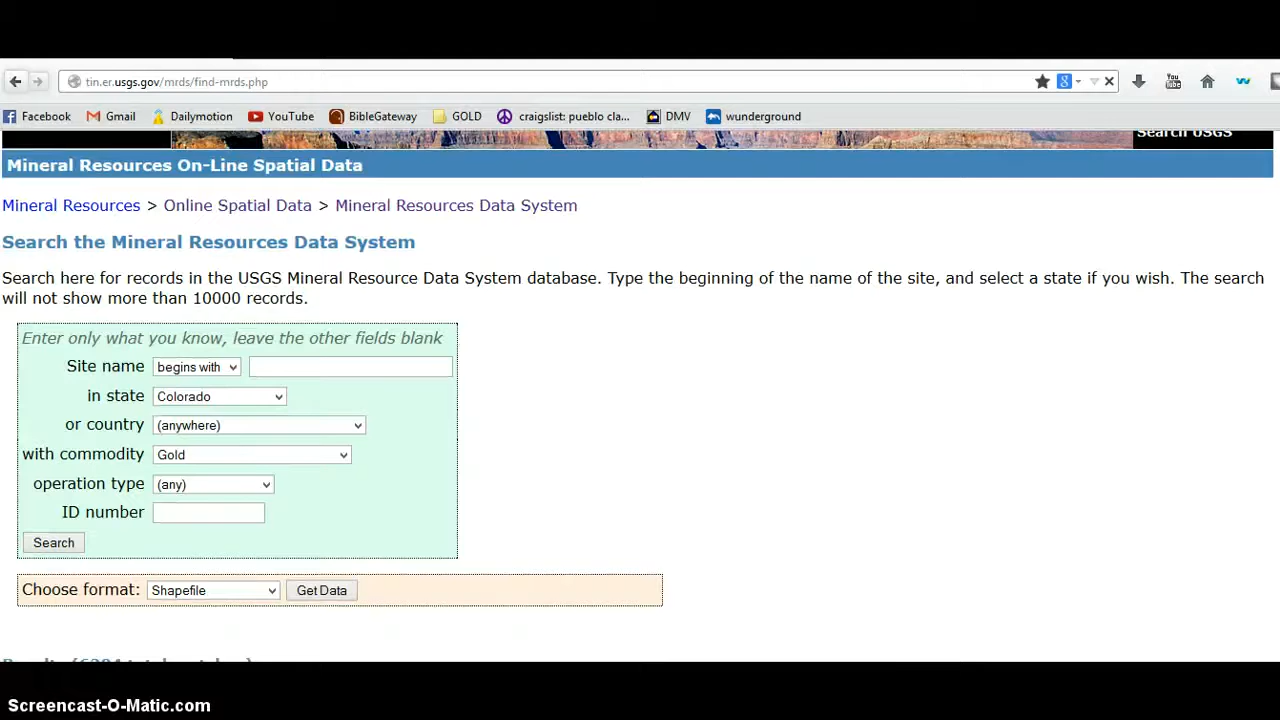 tin.er.usgs.gov/mrds/find-mrds.php
Facebook Gmail Dailymotion YouTube BibleGateway GOLD craigslist: pueblo cla... DMV wunderground
Search USGS
Mineral Resources On-Line Spatial Data
Mineral Resources > Online Spatial Data > Mineral Resources Data System
Search the Mineral Resources Data System
Search here for records in the USGS Mineral Resource Data System database. Type the beginning of the name of the site, and select a state if you wish. The search
will not show more than 10000 records.
Enter only what you know, leave the other fields blank
Site name begins with
in state Colorado
or country (anywhere)
with commodity Gold
operation type (any)
ID number
Search
Choose format: Shapefile Get Data
Screencast-O-Matic.com